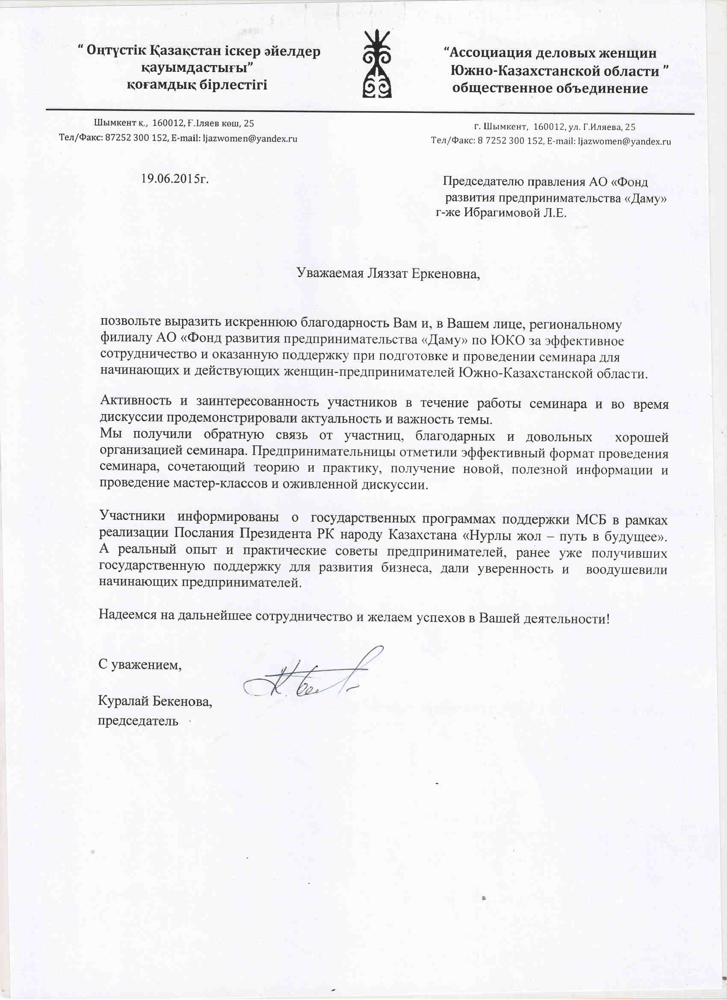 “ Оңтүстік Қазақстан іскер әйелдер
қауымдастығы”
қоғамдық бірлестігі
“Ассоциация деловых женщин
Южно-Казахстанской области ”
общественное объединение
Шымкент қ., 160012, Ғ.Іляев көш, 25
Тел/Факс: 87252 300 152, E-mail: ljazwomen@yandex.ru
г. Шымкент, 160012, ул. Г.Иляева, 25
Тел/Факс: 8 7252 300 152, E-mail: ljazwomen@yandex.ru
19.06.2015г.
Председателю правления АО «Фонд
развития предпринимательства «Даму»
г-же Ибрагимовой Л.Е.
Уважаемая Ляззат Еркеновна,
позвольте выразить искреннюю благодарность Вам и, в Вашем лице, региональному
филиалу АО «Фонд развития предпринимательства «Даму» по ЮКО за эффективное
сотрудничество и оказанную поддержку при подготовке и проведении семинара для
начинающих и действующих женщин-предпринимателей Южно-Казахстанской области.
Активность и заинтересованность участников в течение работы семинара и во время
дискуссии продемонстрировали актуальность и важность темы.
Мы получили обратную связь от участниц, благодарных и довольных хорошей
организацией семинара. Предпринимательницы отметили эффективный формат проведения
семинара, сочетающий теорию и практику, получение новой, полезной информации и
проведение мастер-классов и оживленной дискуссии.
Участники информированы о государственных программах поддержки МСБ в рамках
реализации Послания Президента РК народу Казахстана «Нурлы жол – путь в будущее».
А реальный опыт и практические советы предпринимателей, ранее уже получивших
государственную поддержку для развития бизнеса, дали уверенность и воодушевили
начинающих предпринимателей.
Надеемся на дальнейшее сотрудничество и желаем успехов в Вашей деятельности!
С уважением,
Куралай Бекенова,
председатель